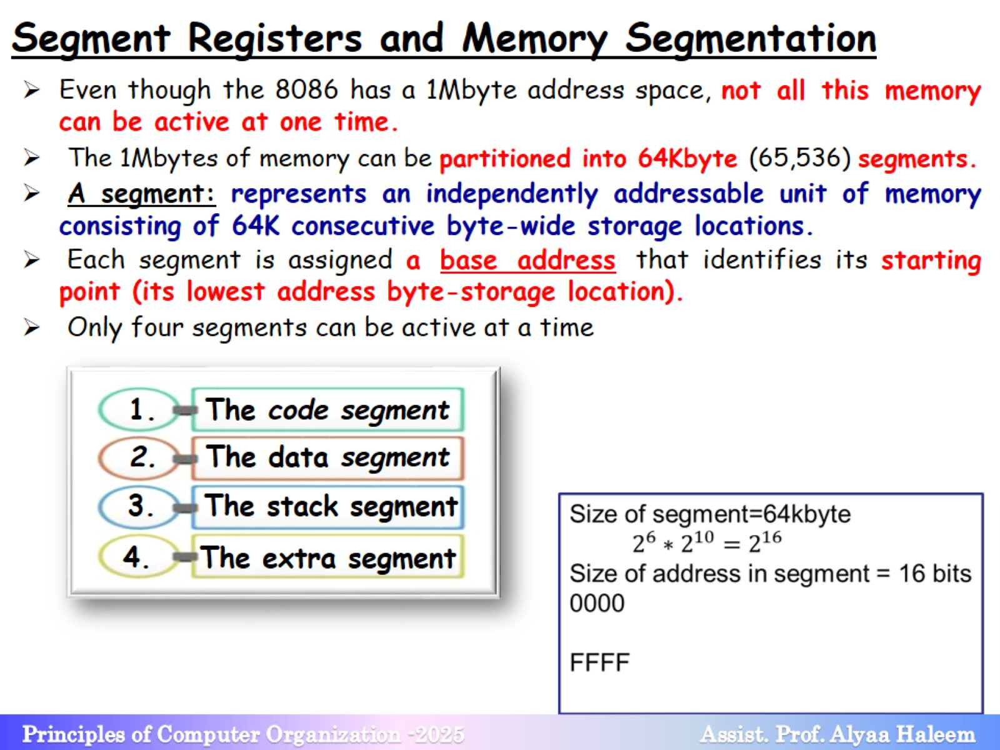 Segment Registers and Memory Segmentation
➢ Even though the 8086 has a 1Mbyte address space, not all this memory
can be active at one time.
➢ The 1Mbytes of memory can be partitioned into 64Kbyte (65,536) segments.
➢ A segment: represents an independently addressable unit of memory
consisting of 64K consecutive byte-wide storage locations.
➢ Each segment is assigned a base address that identifies its starting
point (its lowest address byte-storage location).
➢ Only four segments can be active at a time
1. The code segment
2. The data segment
3. The stack segment
4. The extra segment
Size of segment=64kbyte
2⁶ ∗ 2¹⁰ = 2¹⁶
Size of address in segment = 16 bits
0000
FFFF
Principles of Computer Organization -2025
Assist. Prof. Alyaa Haleem